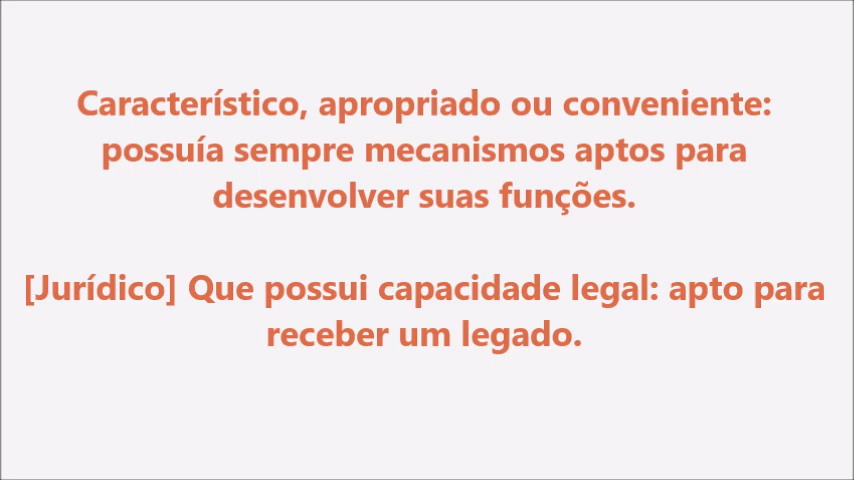 Característico, apropriado ou conveniente:
possuía sempre mecanismos aptos para
desenvolver suas funções.
[Jurídico] Que possui capacidade legal: apto para
receber um legado.